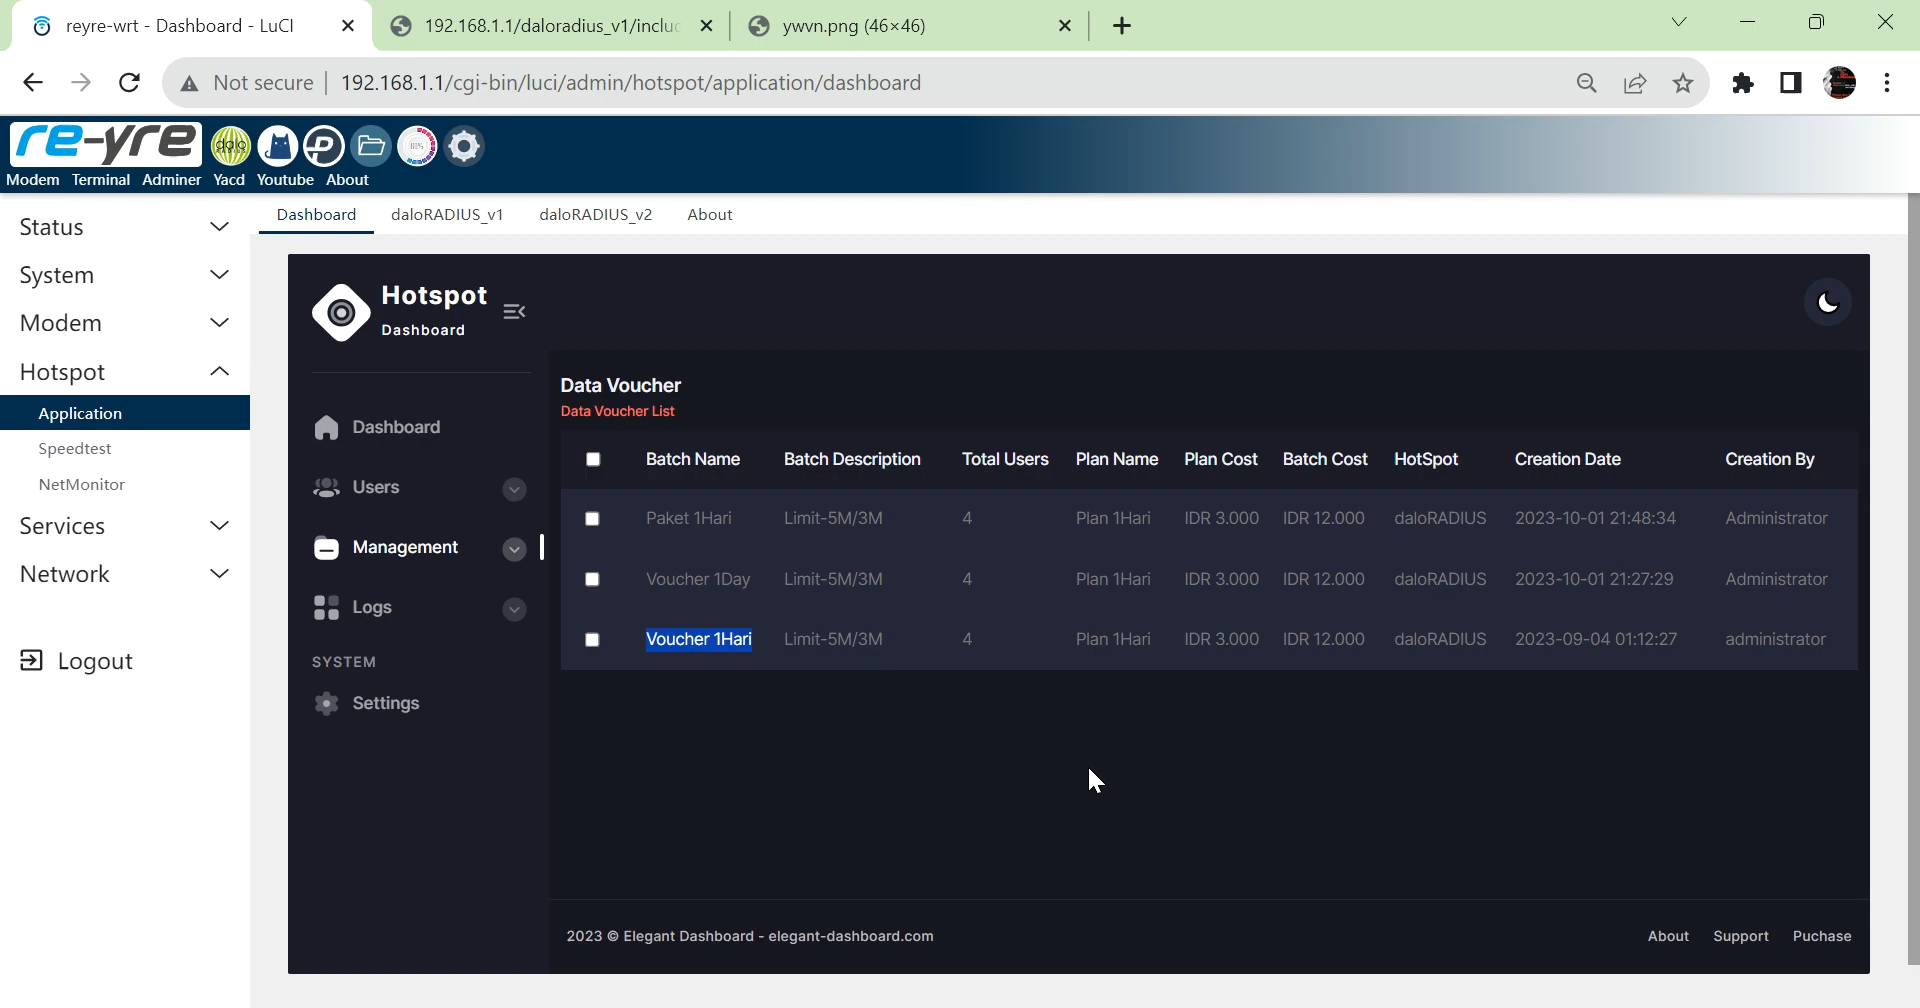 reyre-wrt - Dashboard - LuCI
192.168.1.1/daloradius_v1/inclu
ywvn.png (46×46)
Not secure
192.168.1.1/cgi-bin/luci/admin/hotspot/application/dashboard
re-yre
dalo
Modem Terminal Adminer Yacd Youtube About
Status
System
Modem
Hotspot
Application
Speedtest
NetMonitor
Services
Network
Logout
Dashboard daloRADIUS_v1 daloRADIUS_v2 About
Hotspot
Dashboard
Dashboard
Users
Management
Logs
SYSTEM
Settings
Data Voucher
Data Voucher List
Batch Name Batch Description Total Users Plan Name Plan Cost Batch Cost HotSpot Creation Date Creation By
Paket 1Hari Limit-5M/3M 4 Plan 1Hari IDR 3.000 IDR 12.000 daloRADIUS 2023-10-01 21:48:34 Administrator
Voucher 1Day Limit-5M/3M 4 Plan 1Hari IDR 3.000 IDR 12.000 daloRADIUS 2023-10-01 21:27:29 Administrator
Voucher 1Hari Limit-5M/3M 4 Plan 1Hari IDR 3.000 IDR 12.000 daloRADIUS 2023-09-04 01:12:27 administrator
2023 © Elegant Dashboard - elegant-dashboard.com
About Support Puchase